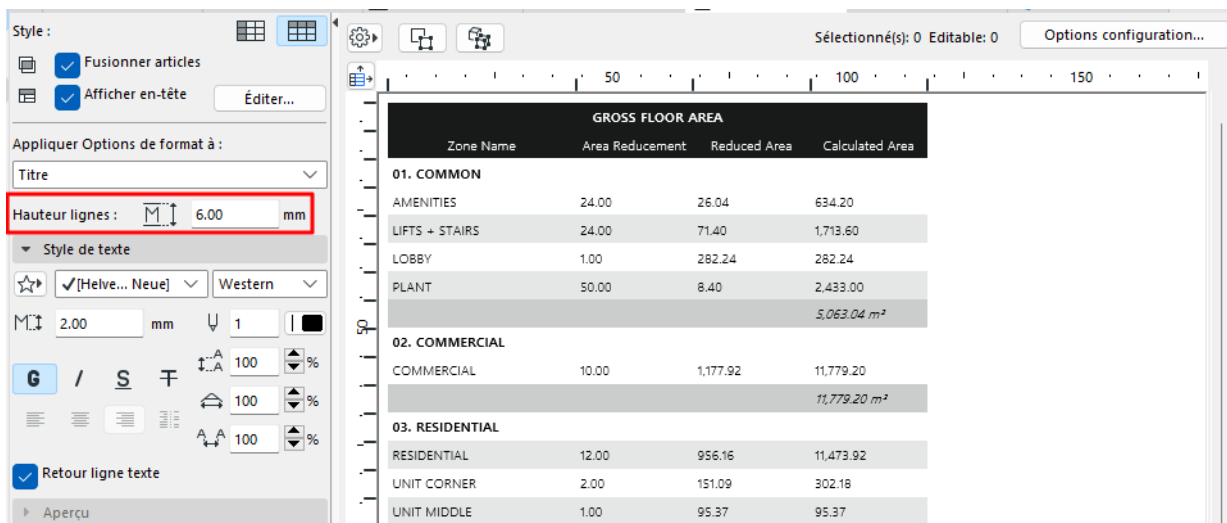 Style :
Fusionner articles
Afficher en-tête
Éditer...
Appliquer Options de format à :
Titre
Hauteur lignes : M 6.00 mm
Style de texte
[Helve... Neue] Western
M 2.00 mm 1
A A 100 %
G I S T
100 %
A A 100 %
Retour ligne texte
Aperçu
Sélectionné(s): 0 Editable: 0 Options configuration...
50 100 150
50
GROSS FLOOR AREA
Zone Name Area Reducement Reduced Area Calculated Area
01. COMMON
AMENITIES 24.00 26.04 634.20
LIFTS + STAIRS 24.00 71.40 1,713.60
LOBBY 1.00 282.24 282.24
PLANT 50.00 8.40 2,433.00
5,063.04 m²
02. COMMERCIAL
COMMERCIAL 10.00 1,177.92 11,779.20
11,779.20 m²
03. RESIDENTIAL
RESIDENTIAL 12.00 956.16 11,473.92
UNIT CORNER 2.00 151.09 302.18
UNIT MIDDLE 1.00 95.37 95.37